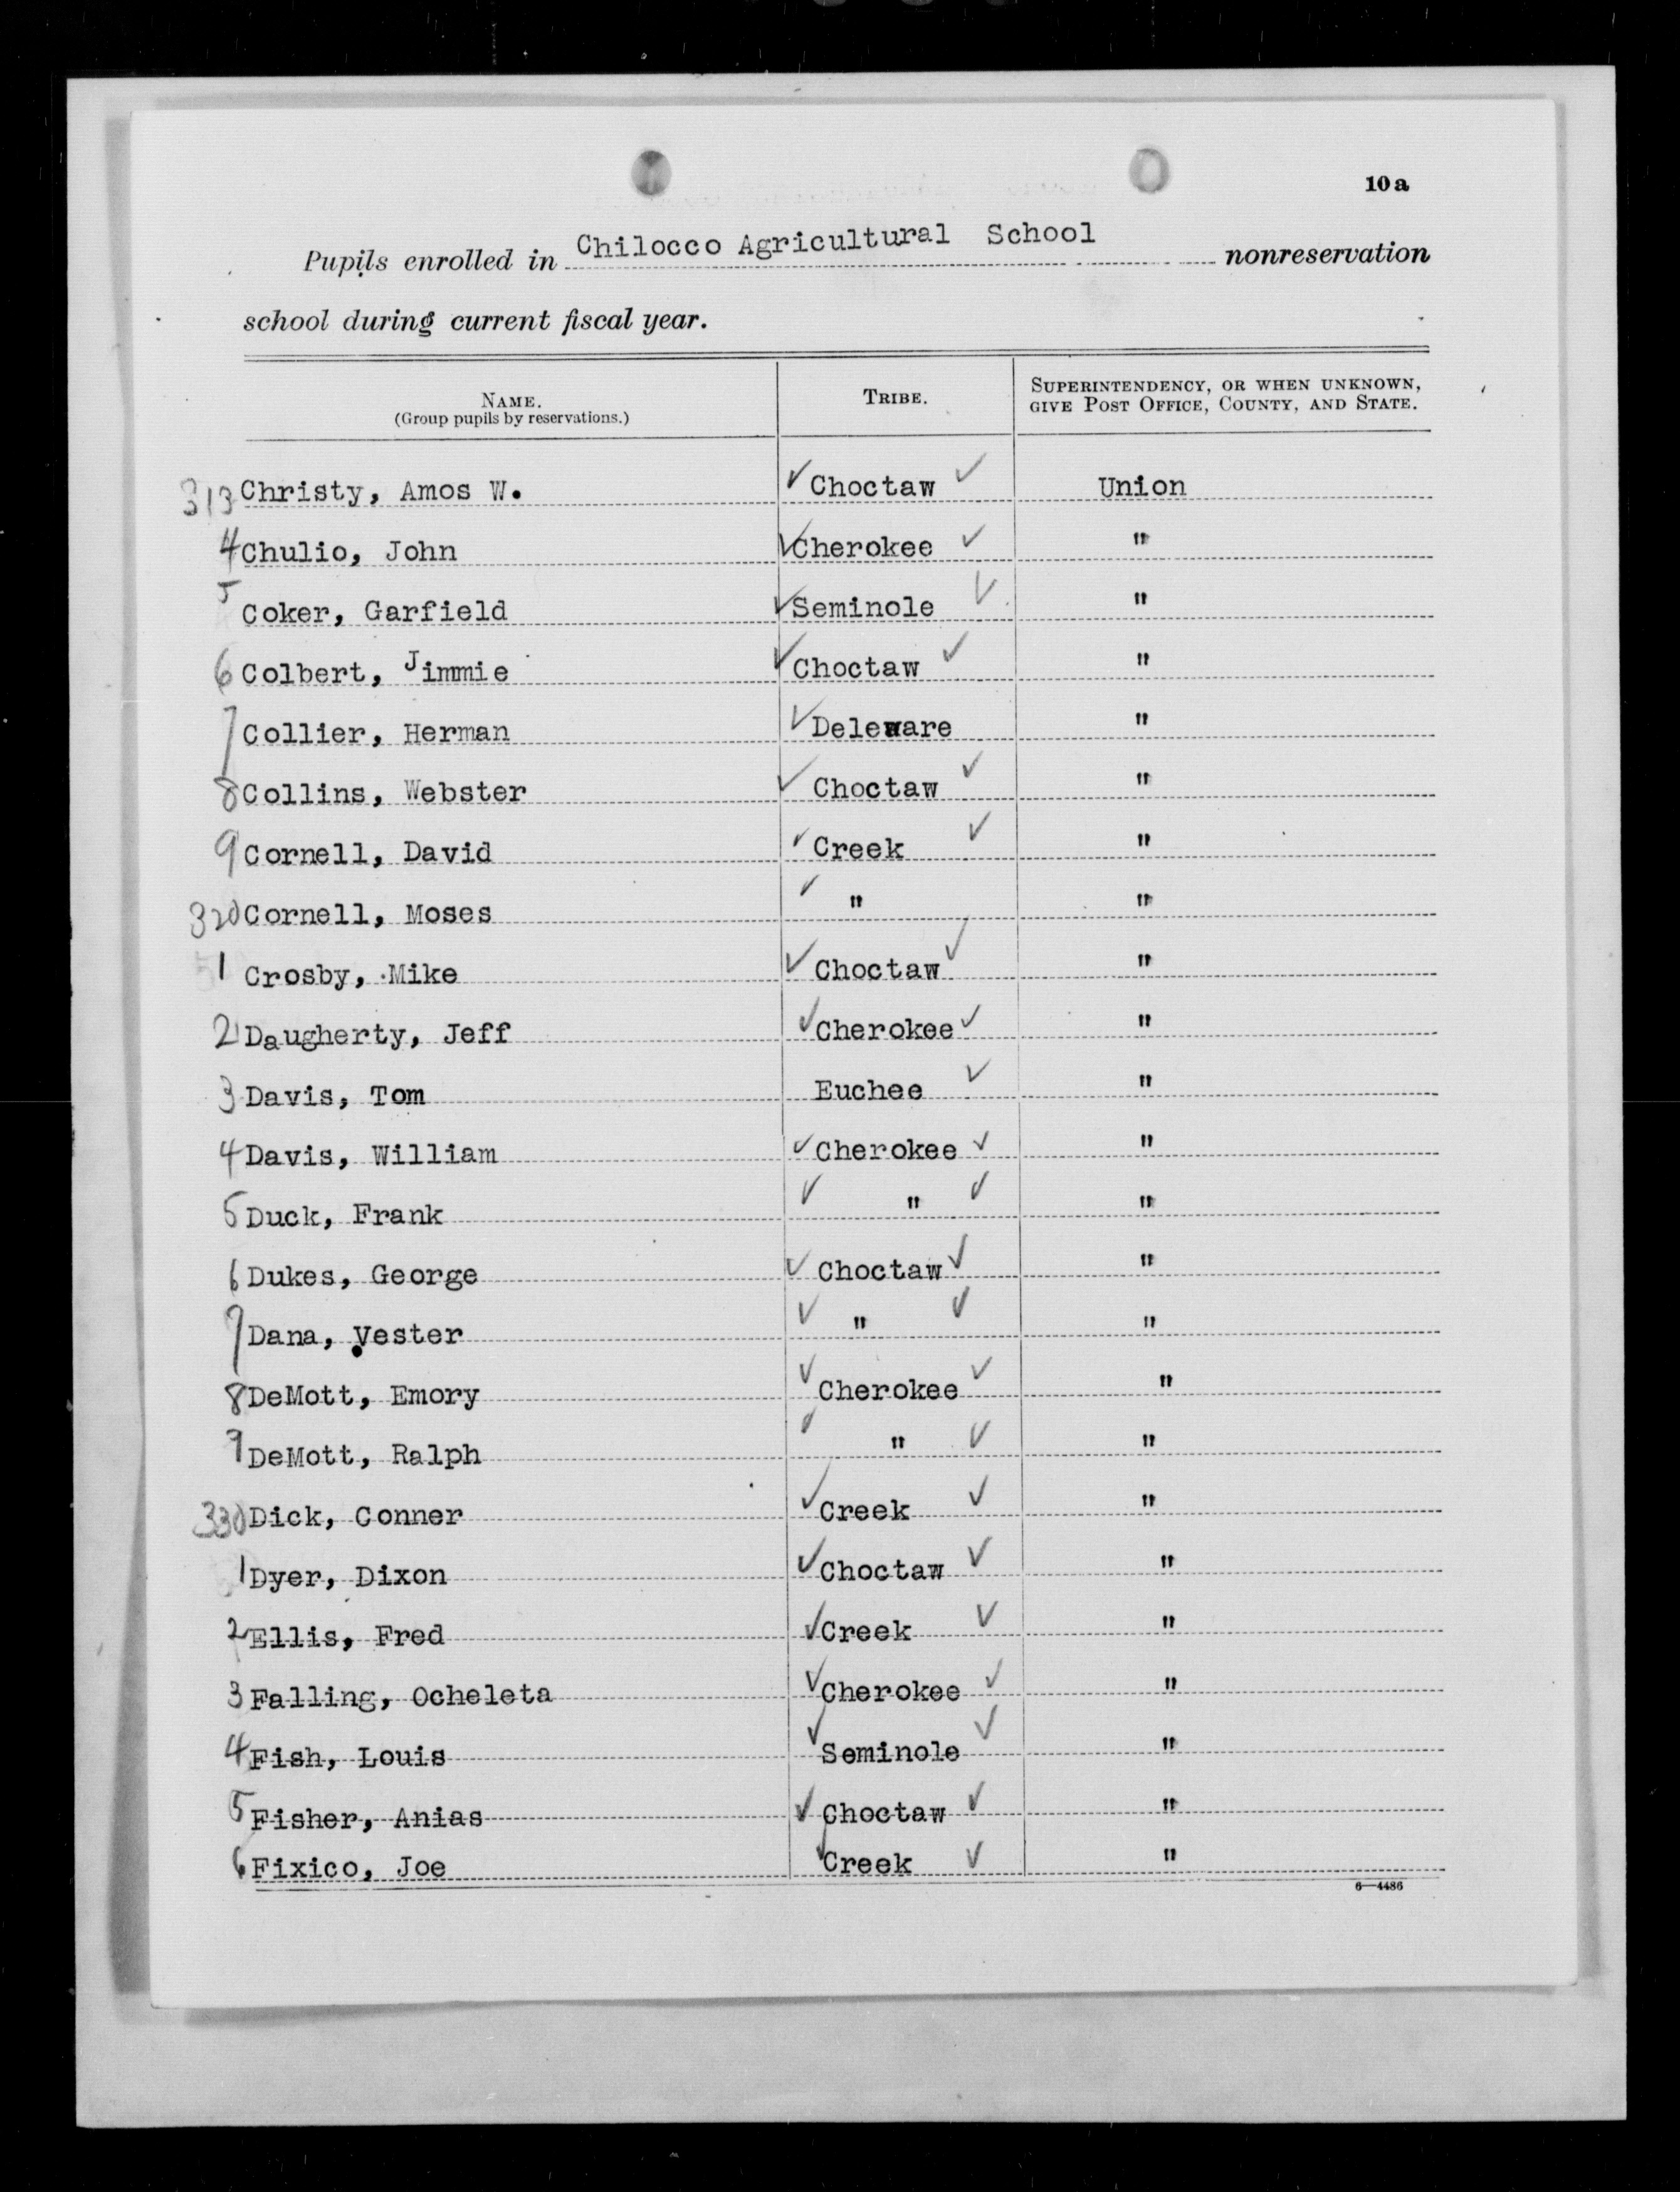 10a
Pupils enrolled in Chilocco Agricultural School nonreservation
school during current fiscal year.
NAME. TRIBE. SUPERINTENDENCY, OR WHEN UNKNOWN,
(Group pupils by reservations.) GIVE POST OFFICE, COUNTY, AND STATE.
313 Christy, Amos W. ✓ Choctaw ✓ Union
4 Chulio, John ✓ Cherokee ✓ "
5 Coker, Garfield ✓ Seminole ✓ "
6 Colbert, Jimmie ✓ Choctaw ✓ "
7 Collier, Herman ✓ Deleware "
8 Collins, Webster ✓ Choctaw ✓ "
9 Cornell, David ✓ Creek ✓ "
320 Cornell, Moses ✓ " "
1 Crosby, Mike ✓ Choctaw ✓ "
2 Daugherty, Jeff ✓ Cherokee ✓ "
3 Davis, Tom Euchee ✓ "
4 Davis, William ✓ Cherokee ✓ "
5 Duck, Frank ✓ " ✓ "
6 Dukes, George ✓ Choctaw ✓ "
7 Dana, Vester ✓ " ✓ "
8 DeMott, Emory ✓ Cherokee ✓ "
9 DeMott, Ralph ✓ " ✓ "
330 Dick, Conner ✓ Creek ✓ "
1 Dyer, Dixon ✓ Choctaw ✓ "
2 Ellis, Fred ✓ Creek ✓ "
3 Falling, Ocheleta ✓ Cherokee ✓ "
4 Fish, Louis ✓ Seminole ✓ "
5 Fisher, Anias ✓ Choctaw ✓ "
6 Fixico, Joe ✓ Creek ✓ "
6—4486